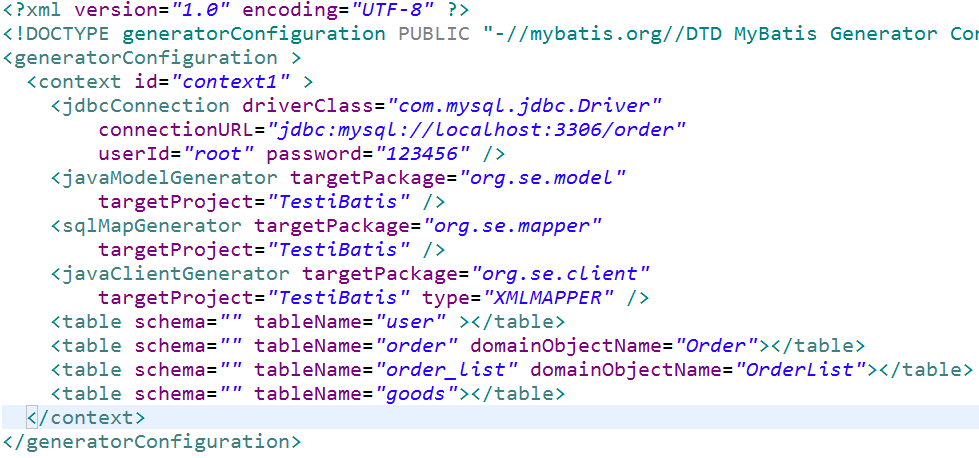 <?xml version="1.0" encoding="UTF-8" ?>
<!DOCTYPE generatorConfiguration PUBLIC "-//mybatis.org//DTD MyBatis Generator Con
<generatorConfiguration >
  <context id="context1" >
    <jdbcConnection driverClass="com.mysql.jdbc.Driver"
        connectionURL="jdbc:mysql://localhost:3306/order"
        userId="root" password="123456" />
    <javaModelGenerator targetPackage="org.se.model"
        targetProject="TestiBatis" />
    <sqlMapGenerator targetPackage="org.se.mapper"
        targetProject="TestiBatis" />
    <javaClientGenerator targetPackage="org.se.client"
        targetProject="TestiBatis" type="XMLMAPPER" />
    <table schema="" tableName="user" ></table>
    <table schema="" tableName="order" domainObjectName="Order"></table>
    <table schema="" tableName="order_list" domainObjectName="OrderList"></table>
    <table schema="" tableName="goods"></table>
  </context>
</generatorConfiguration>